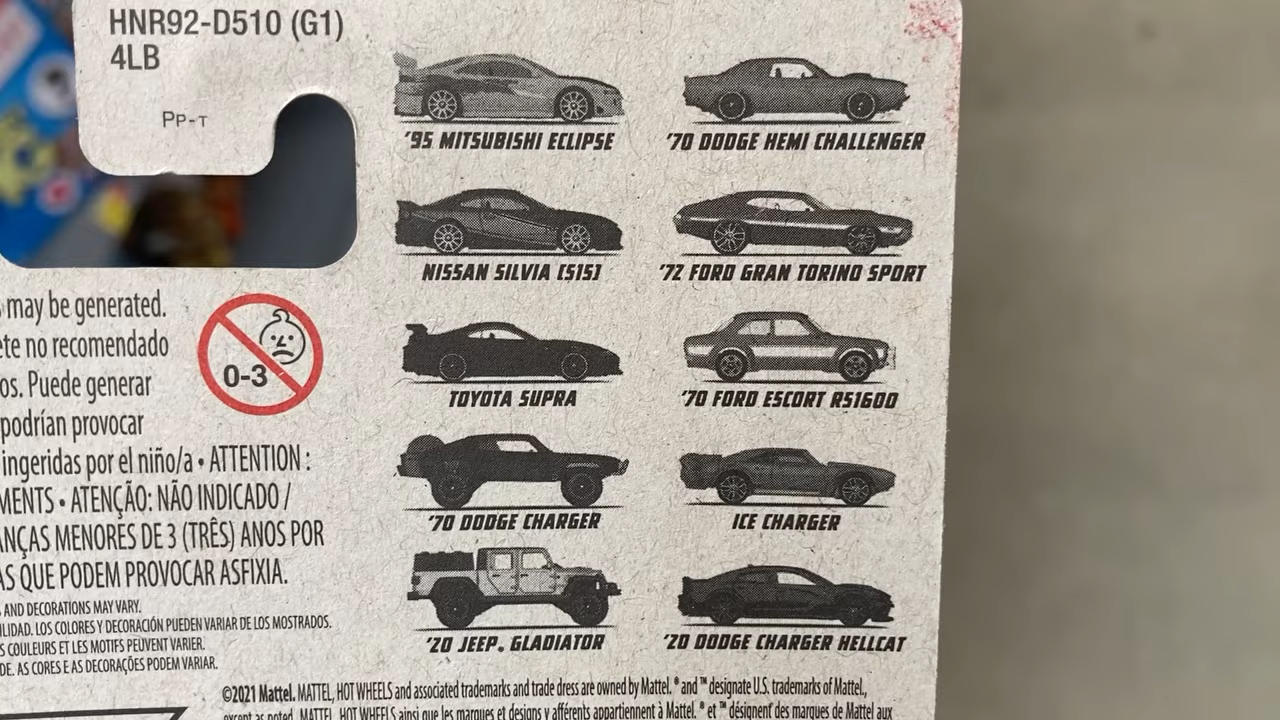 HNR92-D510 (G1)
4LB
PP-T
'95 MITSUBISHI ECLIPSE
'70 DODGE HEMI CHALLENGER
NISSAN SILVIA (S15)
'72 FORD GRAN TORINO SPORT
TOYOTA SUPRA
'70 FORD ESCORT RS1600
'70 DODGE CHARGER
ICE CHARGER
'20 JEEP® GLADIATOR
'20 DODGE CHARGER HELLCAT
may be generated.
0-3
no recomendado
os. Puede generar
podrían provocar
ingeridas por el niño/a • ATTENTION :
MENTS • ATENÇÃO: NÃO INDICADO /
ANÇAS MENORES DE 3 (TRÊS) ANOS POR
AS QUE PODEM PROVOCAR ASFIXIA.
AND DECORATIONS MAY VARY.
ILIDAD. LOS COLORES Y DECORACIÓN PUEDEN VARIAR DE LOS MOSTRADOS.
S COULEURS ET LES MOTIFS PEUVENT VARIER.
DE. AS CORES E AS DECORAÇÕES PODEM VARIAR.
©2021 Mattel. MATTEL, HOT WHEELS and associated trademarks and trade dress are owned by Mattel. ® and ™ designate U.S. trademarks of Mattel,
except as noted. MATTEL, HOT WHEELS ainsi que les marques et designs y afférents appartiennent à Mattel. ® et ™ désignent des marques de Mattel aux